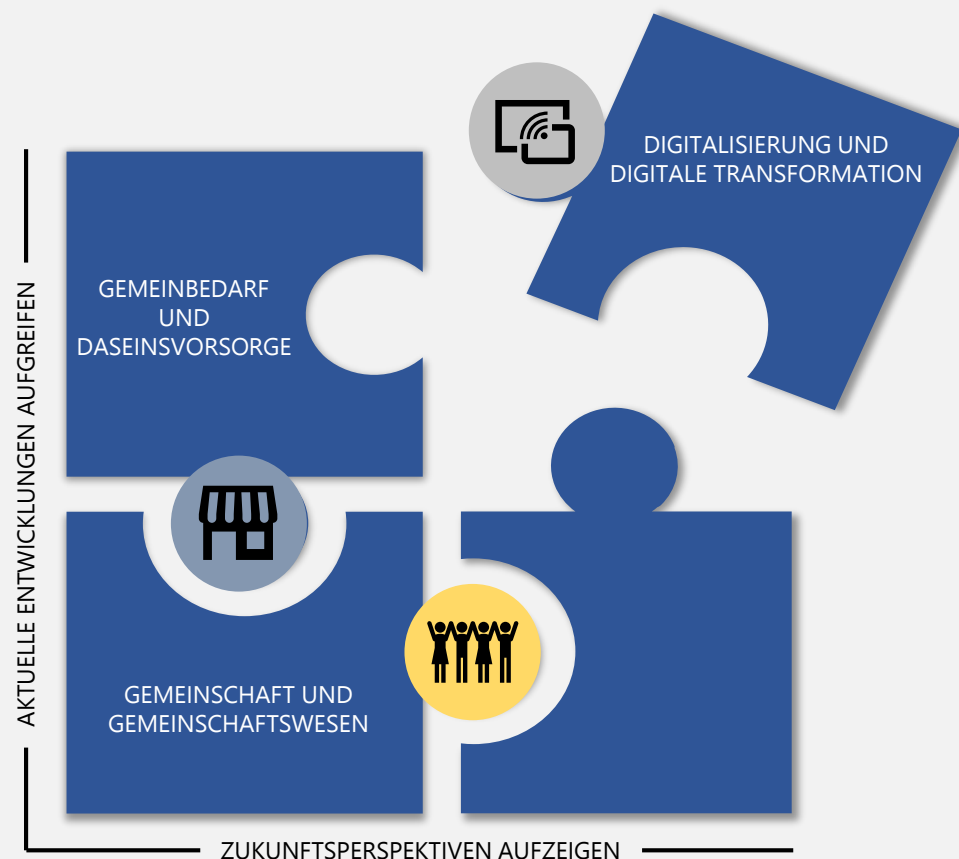 DIGITALISIERUNG UND
DIGITALE TRANSFORMATION
GEMEINBEDARF
UND
DASEINSVORSORGE
GEMEINSCHAFT UND
GEMEINSCHAFTSWESEN
AKTUELLE ENTWICKLUNGEN AUFGREIFEN
ZUKUNFTSPERSPEKTIVEN AUFZEIGEN